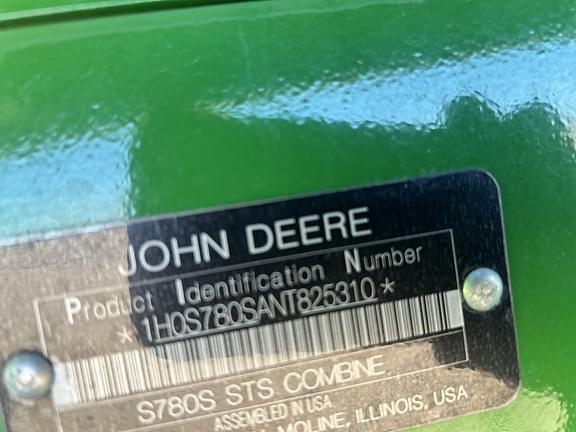 JOHN DEERE
Product Identification Number
*1H0S780SANT825310*
S780S STS COMBINE
ASSEMBLED IN USA
MOLINE, ILLINOIS, USA